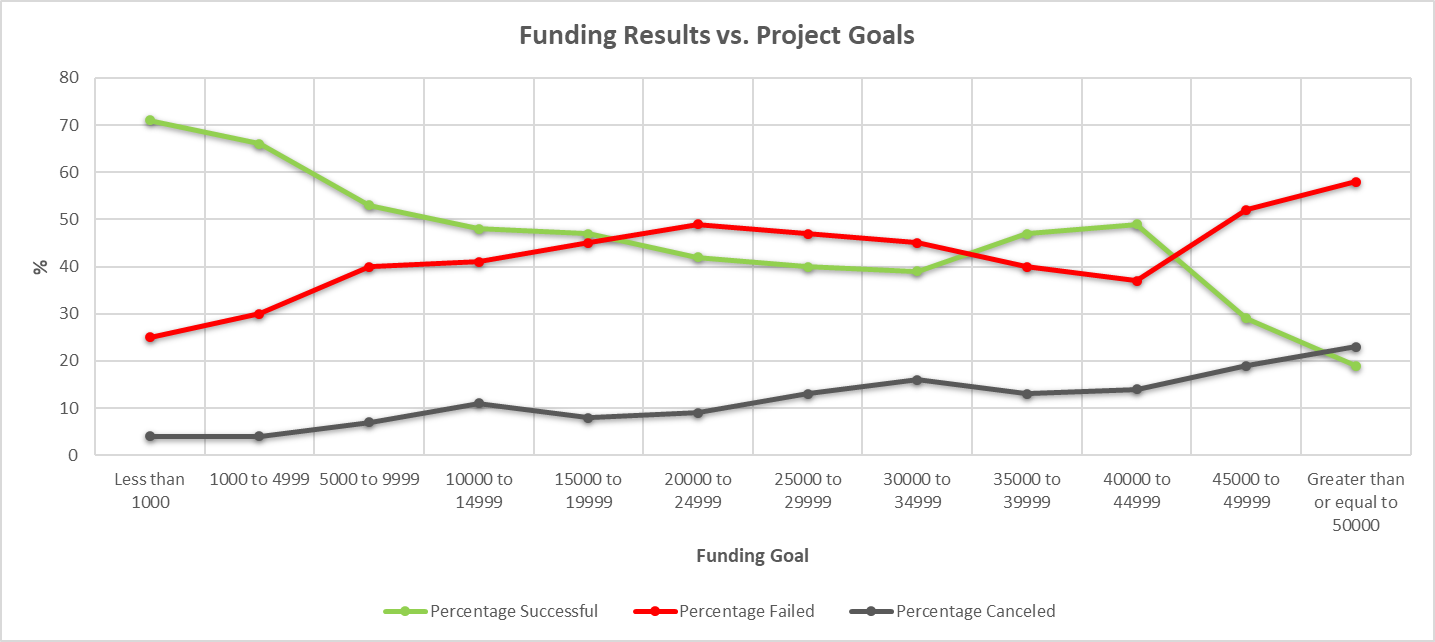 Funding Results vs. Project Goals
80
70
60
50
40
30
20
10
0
%
Less than
1000
1000 to 4999
5000 to 9999
10000 to
14999
15000 to
19999
20000 to
24999
25000 to
29999
30000 to
34999
35000 to
39999
40000 to
44999
45000 to
49999
Greater than
or equal to
50000
Funding Goal
Percentage Successful
Percentage Failed
Percentage Canceled